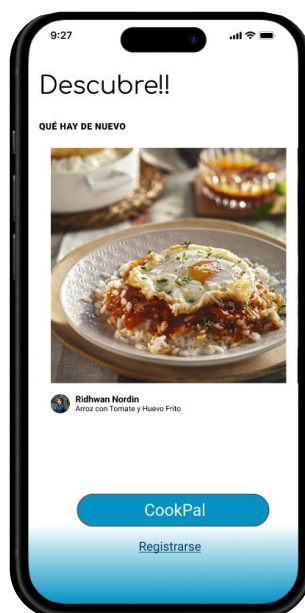 9:27
Descubre!!
QUÉ HAY DE NUEVO
Ridhwan Nordin
Arroz con Tomate y Huevo Frito
CookPal
Registrarse